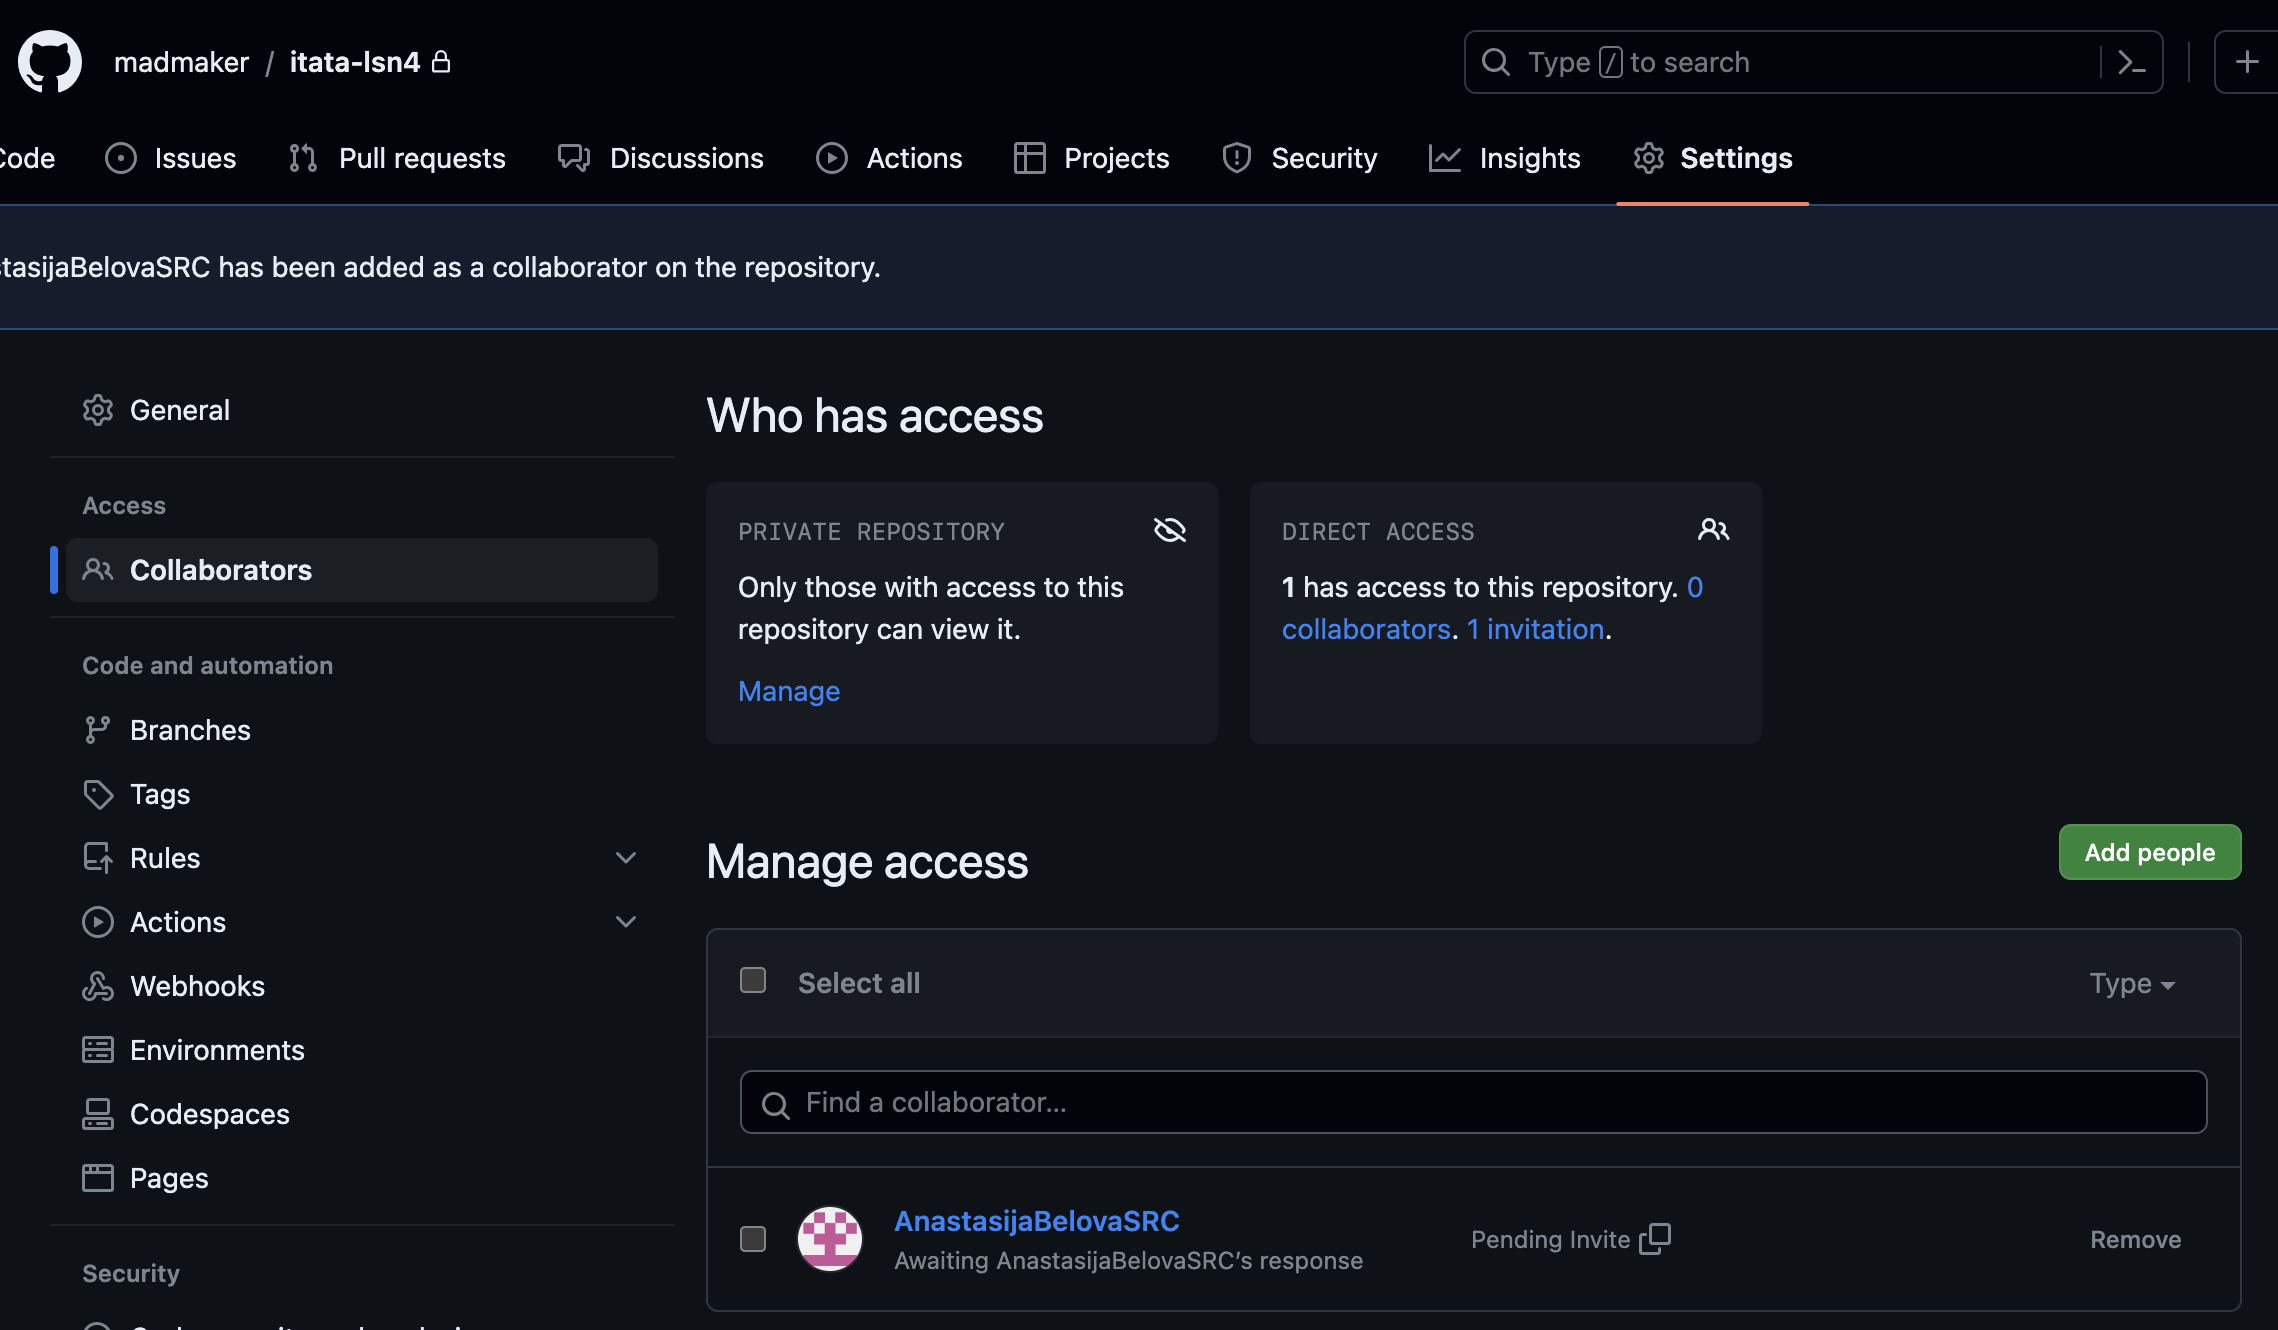 madmaker / itata-lsn4
Type / to search
Code
Issues
Pull requests
Discussions
Actions
Projects
Security
Insights
Settings
tasijaBelovaSRC has been added as a collaborator on the repository.
General
Access
Collaborators
Code and automation
Branches
Tags
Rules
Actions
Webhooks
Environments
Codespaces
Pages
Security
Who has access
PRIVATE REPOSITORY
Only those with access to this
repository can view it.
Manage
DIRECT ACCESS
1 has access to this repository. 0
collaborators. 1 invitation.
Manage access
Add people
Select all
Type
Find a collaborator...
AnastasijaBelovaSRC
Awaiting AnastasijaBelovaSRC’s response
Pending Invite
Remove